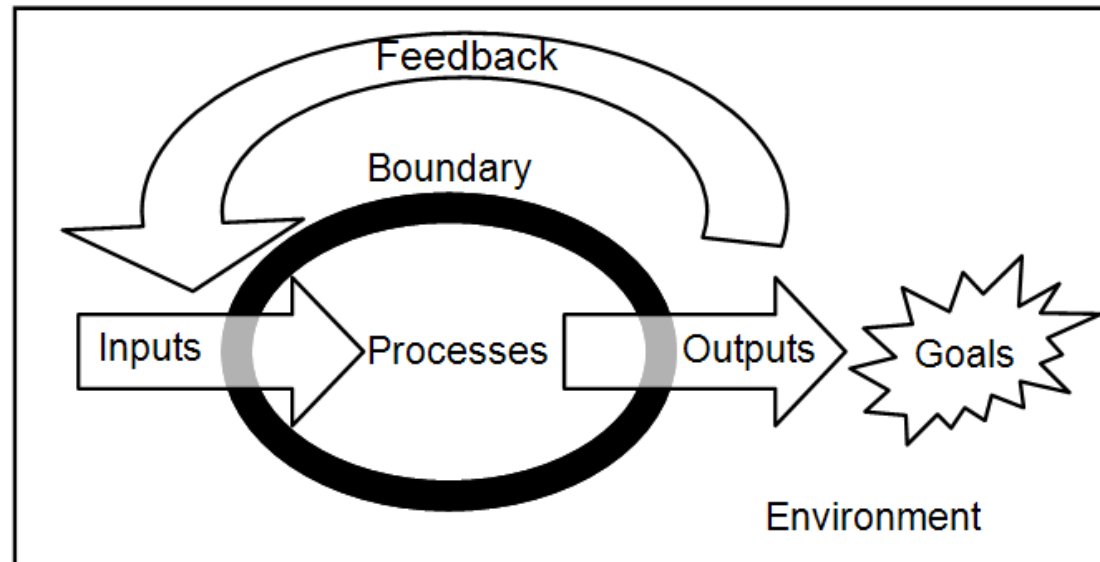 Feedback
Boundary
Inputs
Processes
Outputs
Goals
Environment